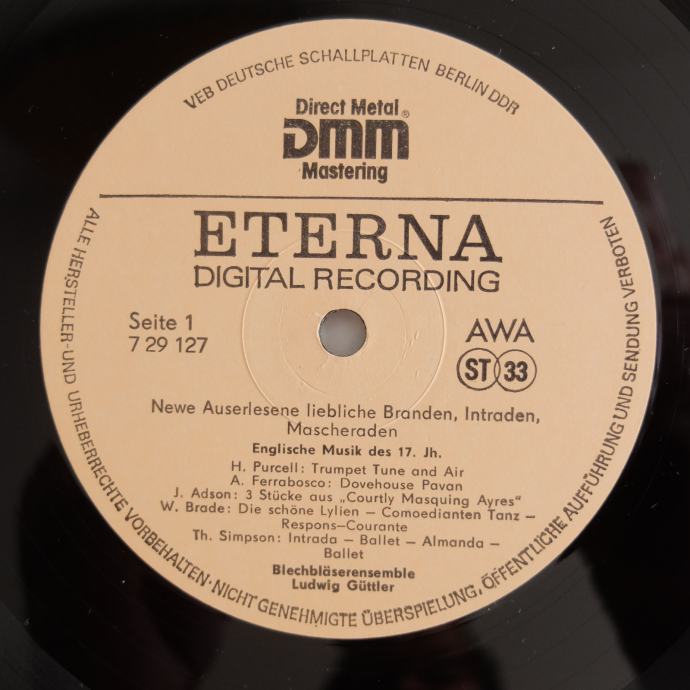 VEB DEUTSCHE SCHALLPLATTEN BERLIN DDR
Direct Metal
DMM®
Mastering
ETERNA
DIGITAL RECORDING
Seite 1
7 29 127
AWA
ST 33
Newe Auserlesene liebliche Branden, Intraden,
Mascheraden
Englische Musik des 17. Jh.
H. Purcell: Trumpet Tune and Air
A. Ferrabosco: Dovehouse Pavan
J. Adson: 3 Stücke aus „Courtly Masquing Ayres“
W. Brade: Die schöne Lylien – Comoedianten Tanz –
Respons–Courante
Th. Simpson: Intrada – Ballet – Almanda –
Ballet
Blechbläserensemble
Ludwig Güttler
ALLE HERSTELLER-UND URHEBERRECHTE VORBEHALTEN·NICHT GENEHMIGTE ÜBERSPIELUNG, ÖFFENTLICHE AUFFÜHRUNG UND SENDUNG VERBOTEN